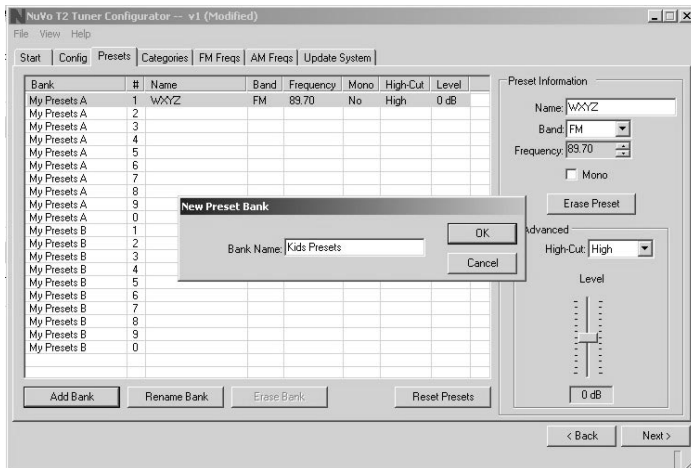 NuVo T2 Tuner Configurator -- v1 (Modified)
File View Help
Start Config Presets Categories FM Freqs AM Freqs Update System
Bank # Name Band Frequency Mono High-Cut Level
My Presets A 1 WXYZ FM 89.70 No High 0 dB
My Presets A 2
My Presets A 3
My Presets A 4
My Presets A 5
My Presets A 6
My Presets A 7
My Presets A 8
My Presets A 9
My Presets A 0
My Presets B 1
My Presets B 2
My Presets B 3
My Presets B 4
My Presets B 5
My Presets B 6
My Presets B 7
My Presets B 8
My Presets B 9
My Presets B 0
Add Bank Rename Bank Erase Bank Reset Presets
New Preset Bank
Bank Name: Kids Presets
OK
Cancel
Preset Information
Name: WXYZ
Band: FM
Frequency: 89.70
Mono
Erase Preset
Advanced
High-Cut: High
Level
0 dB
< Back Next >